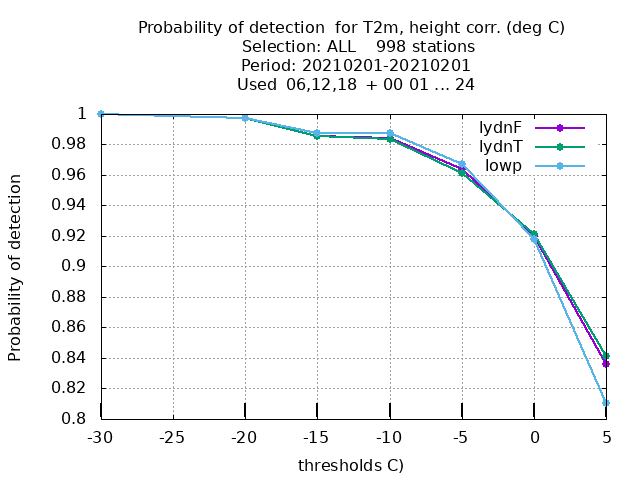 Probability of detection  for T2m, height corr. (deg C)
Selection: ALL    998 stations
Period: 20210201-20210201
Used  06,12,18  + 00 01 ... 24
lydnF
lydnT
lowp
1
0.98
0.96
0.94
0.92
0.9
0.88
0.86
0.84
0.82
0.8
Probability of detection
-30 -25 -20 -15 -10 -5 0 5
thresholds C)